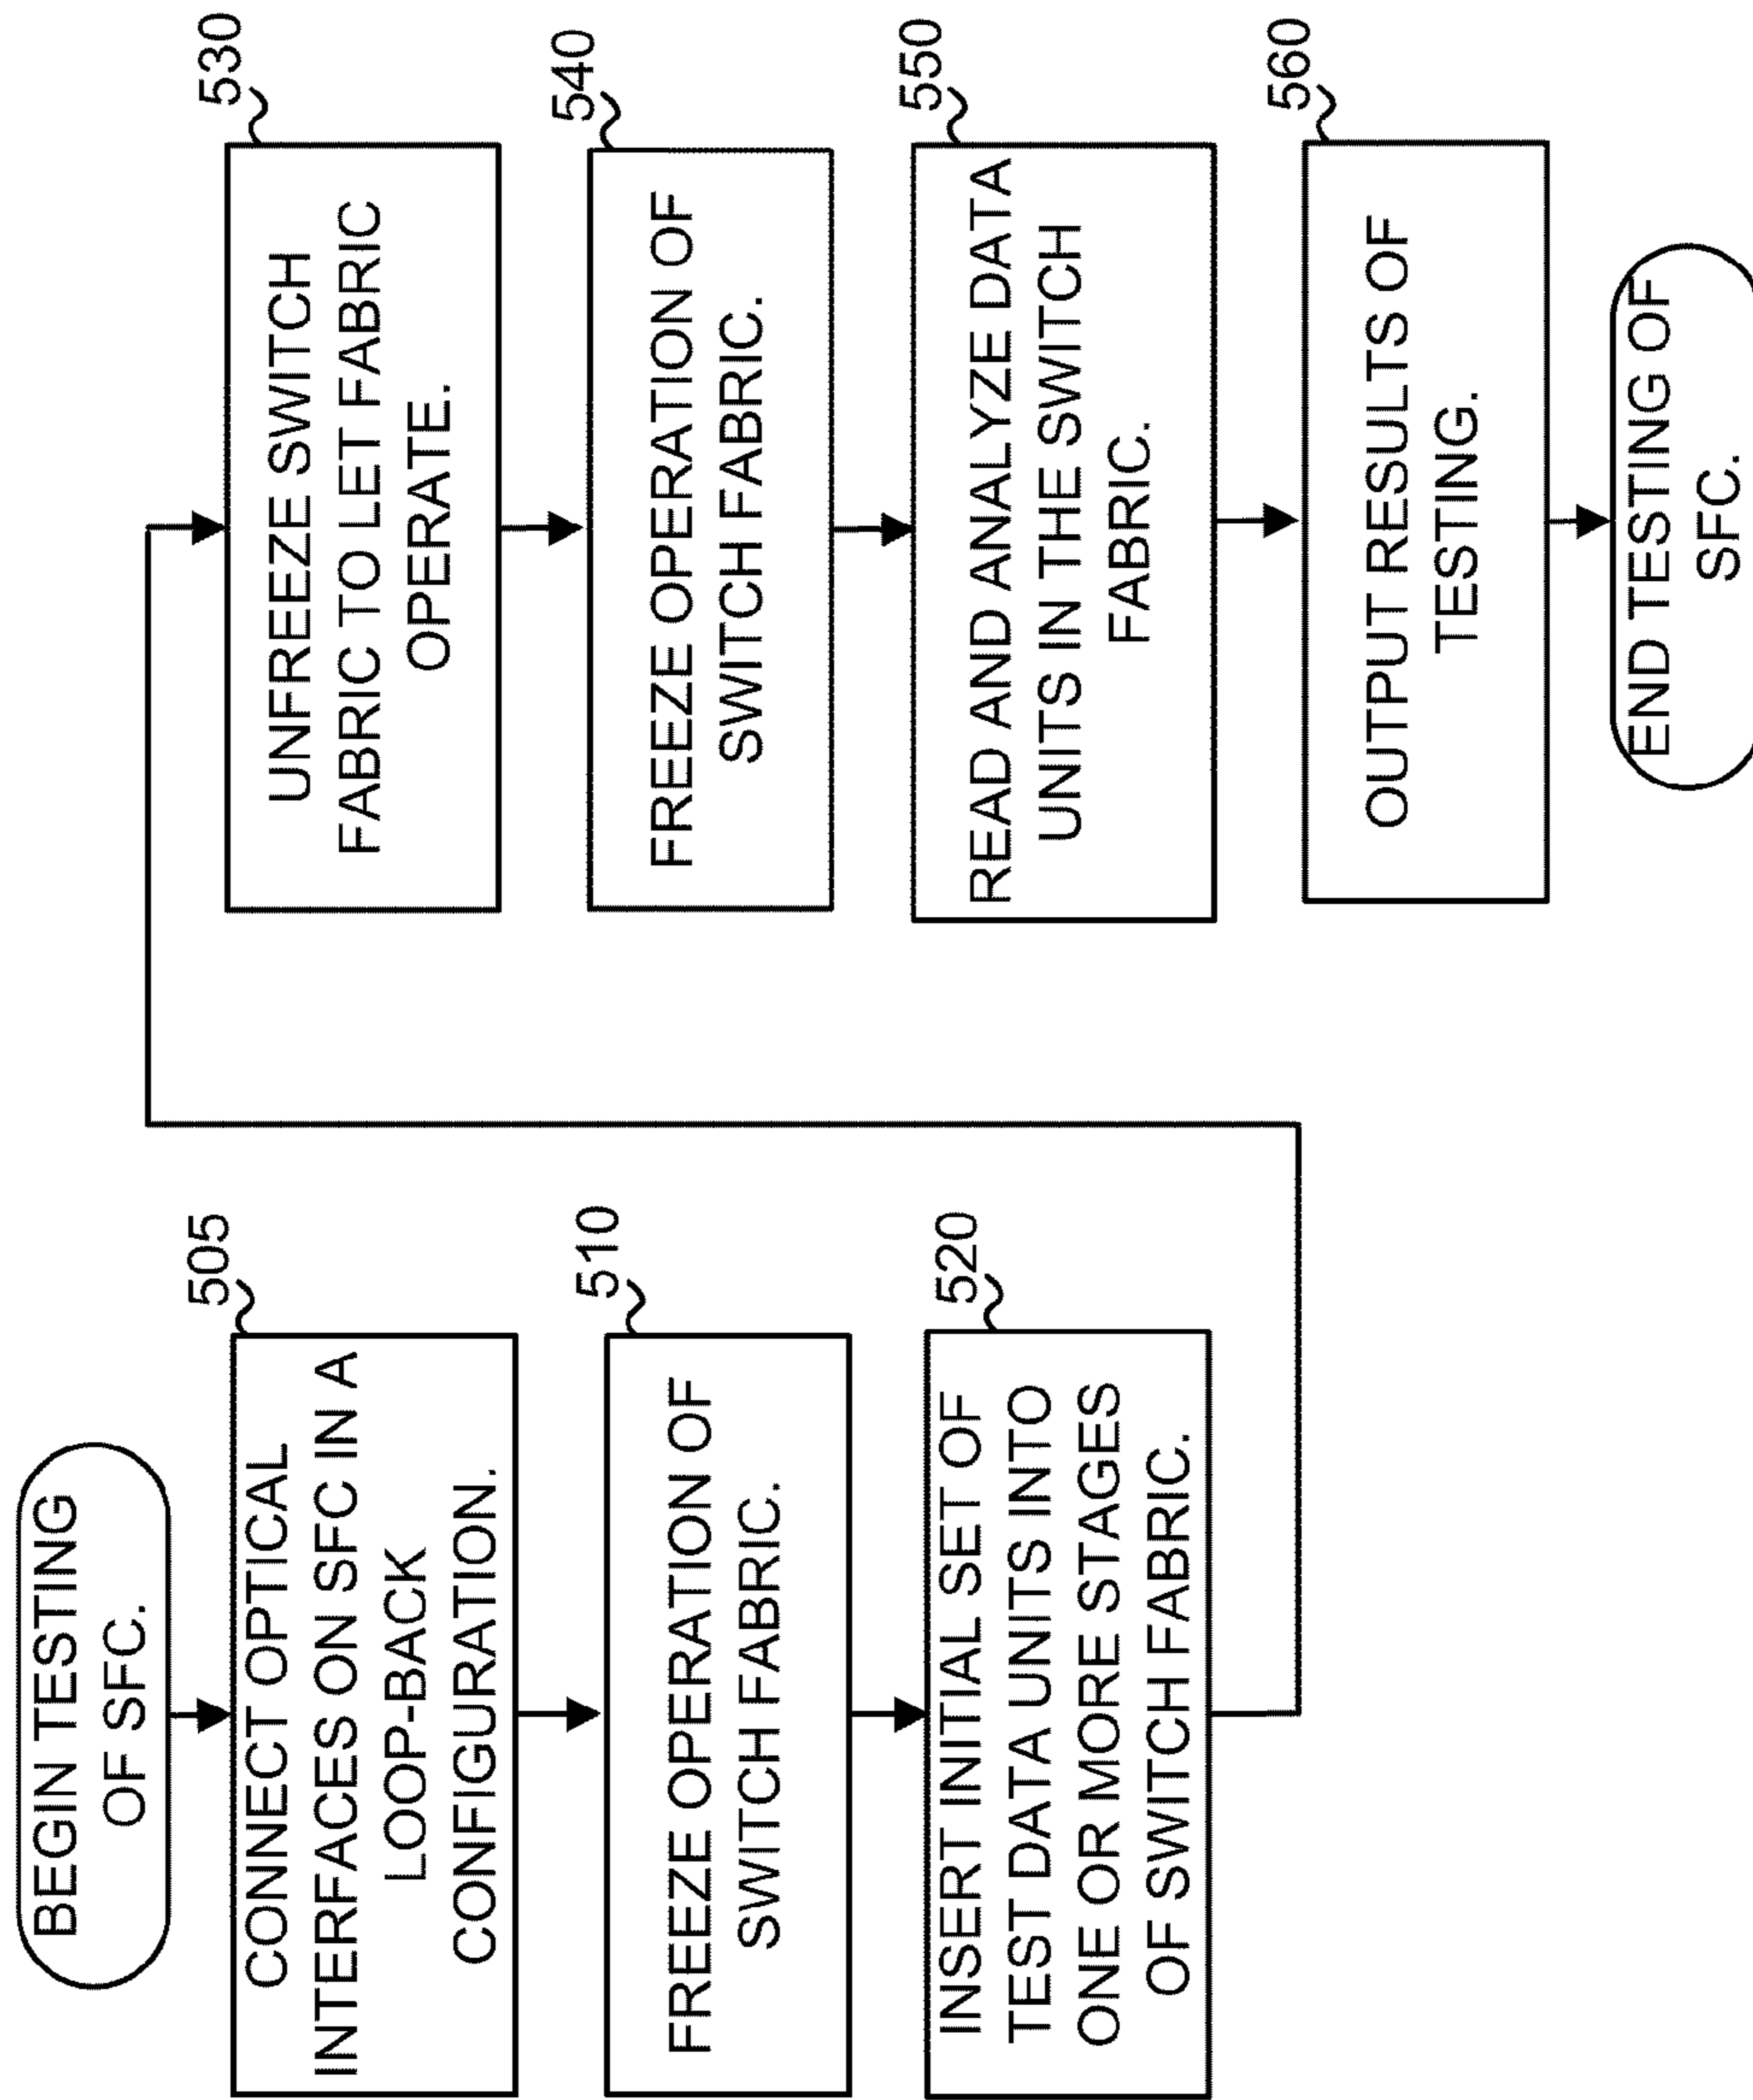 BEGIN TESTING
OF SFC.
505
CONNECT OPTICAL
INTERFACES ON SFC IN A
LOOP-BACK
CONFIGURATION.
510
FREEZE OPERATION OF
SWITCH FABRIC.
520
INSERT INITIAL SET OF
TEST DATA UNITS INTO
ONE OR MORE STAGES
OF SWITCH FABRIC.
530
UNFREEZE SWITCH
FABRIC TO LET FABRIC
OPERATE.
540
FREEZE OPERATION OF
SWITCH FABRIC.
550
READ AND ANALYZE DATA
UNITS IN THE SWITCH
FABRIC.
560
OUTPUT RESULTS OF
TESTING.
END TESTING OF
SFC.